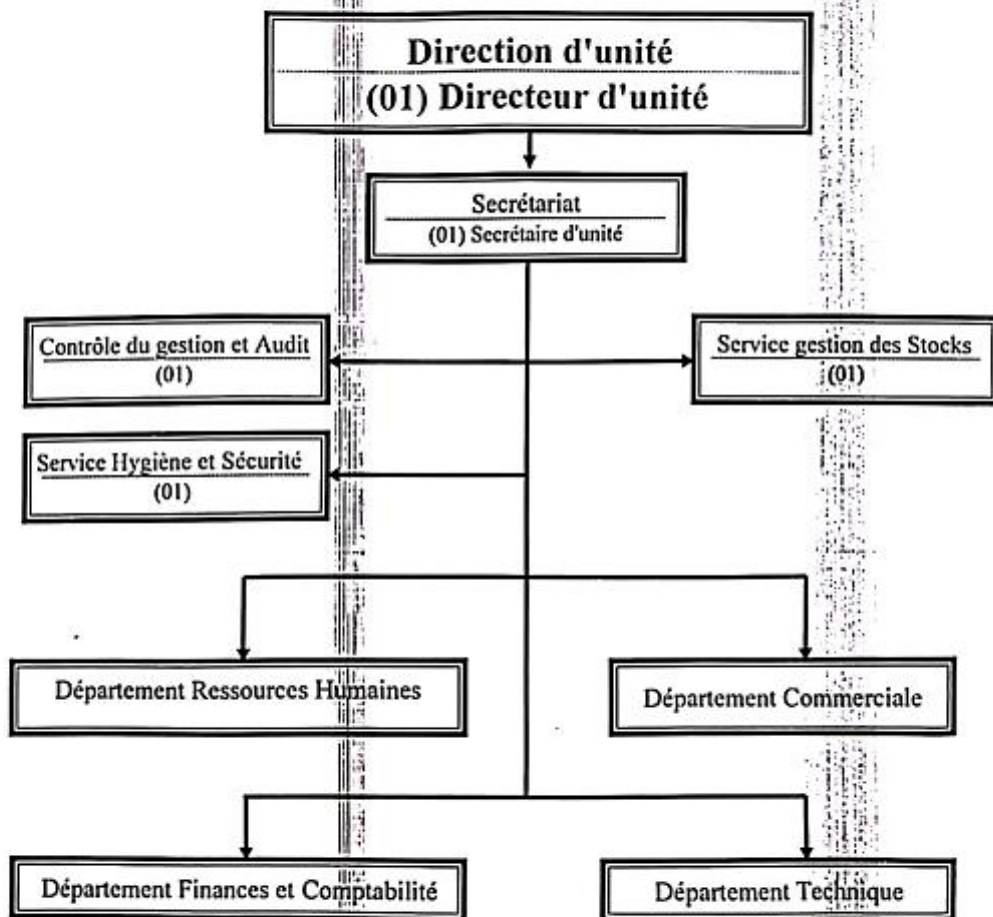 Direction d'unité
(01) Directeur d'unité
Secrétariat
(01) Secrétaire d'unité
Contrôle du gestion et Audit
(01)
Service gestion des Stocks
(01)
Service Hygiène et Sécurité
(01)
Département Ressources Humaines
Département Commerciale
Département Finances et Comptabilité
Département Technique